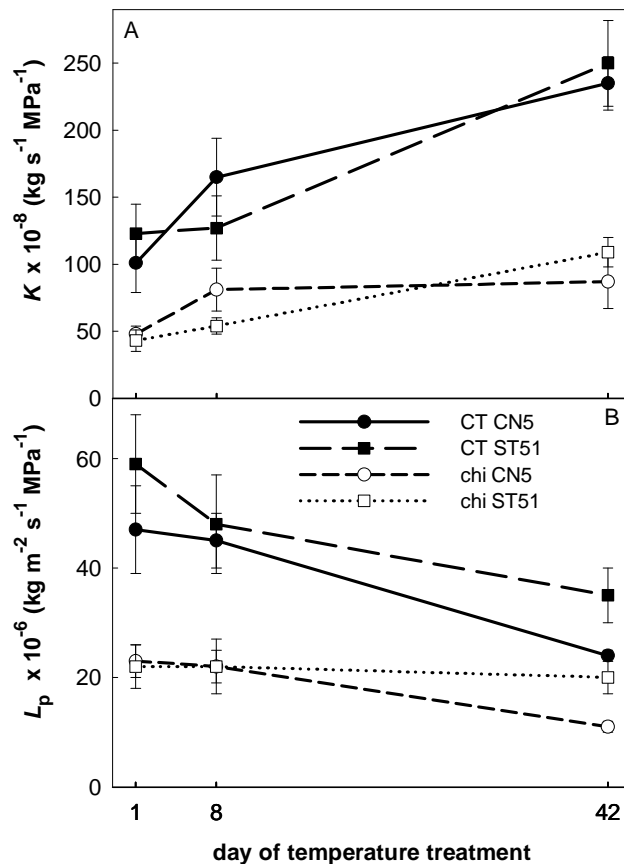 A
250
200
150
100
50
0
K x 10⁻⁸ (kg s⁻¹ MPa⁻¹)
B
CT CN5
CT ST51
chi CN5
chi ST51
60
40
20
0
Lₚ x 10⁻⁶ (kg m⁻² s⁻¹ MPa⁻¹)
1 8 42
day of temperature treatment